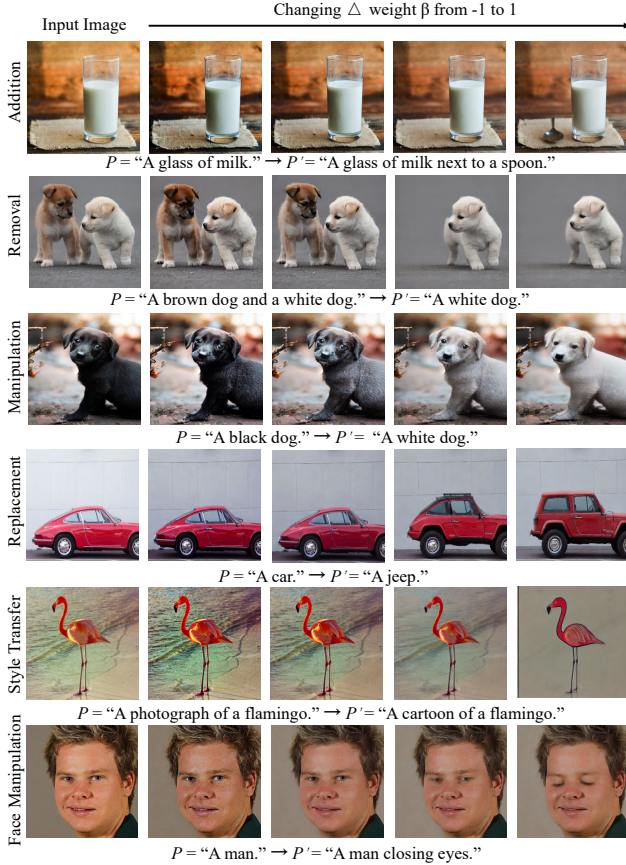 Changing △ weight β from -1 to 1
Input Image
Addition
P = “A glass of milk.” → P′ = “A glass of milk next to a spoon.”
Removal
P = “A brown dog and a white dog.” → P′ = “A white dog.”
Manipulation
P = “A black dog.” → P′ = “A white dog.”
Replacement
P = “A car.” → P′ = “A jeep.”
Style Transfer
P = “A photograph of a flamingo.” → P′ = “A cartoon of a flamingo.”
Face Manipulation
P = “A man.” → P′ = “A man closing eyes.”